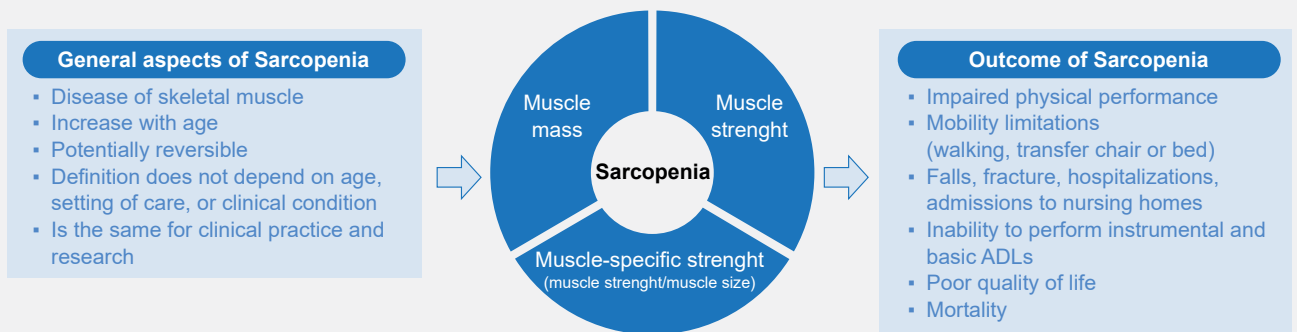 General aspects of Sarcopenia
▪ Disease of skeletal muscle
▪ Increase with age
▪ Potentially reversible
▪ Definition does not depend on age,
setting of care, or clinical condition
▪ Is the same for clinical practice and
research
Muscle
mass
Muscle
strenght
Sarcopenia
Muscle-specific strenght
(muscle strenght/muscle size)
Outcome of Sarcopenia
▪ Impaired physical performance
▪ Mobility limitations
(walking, transfer chair or bed)
▪ Falls, fracture, hospitalizations,
admissions to nursing homes
▪ Inability to perform instrumental and
basic ADLs
▪ Poor quality of life
▪ Mortality